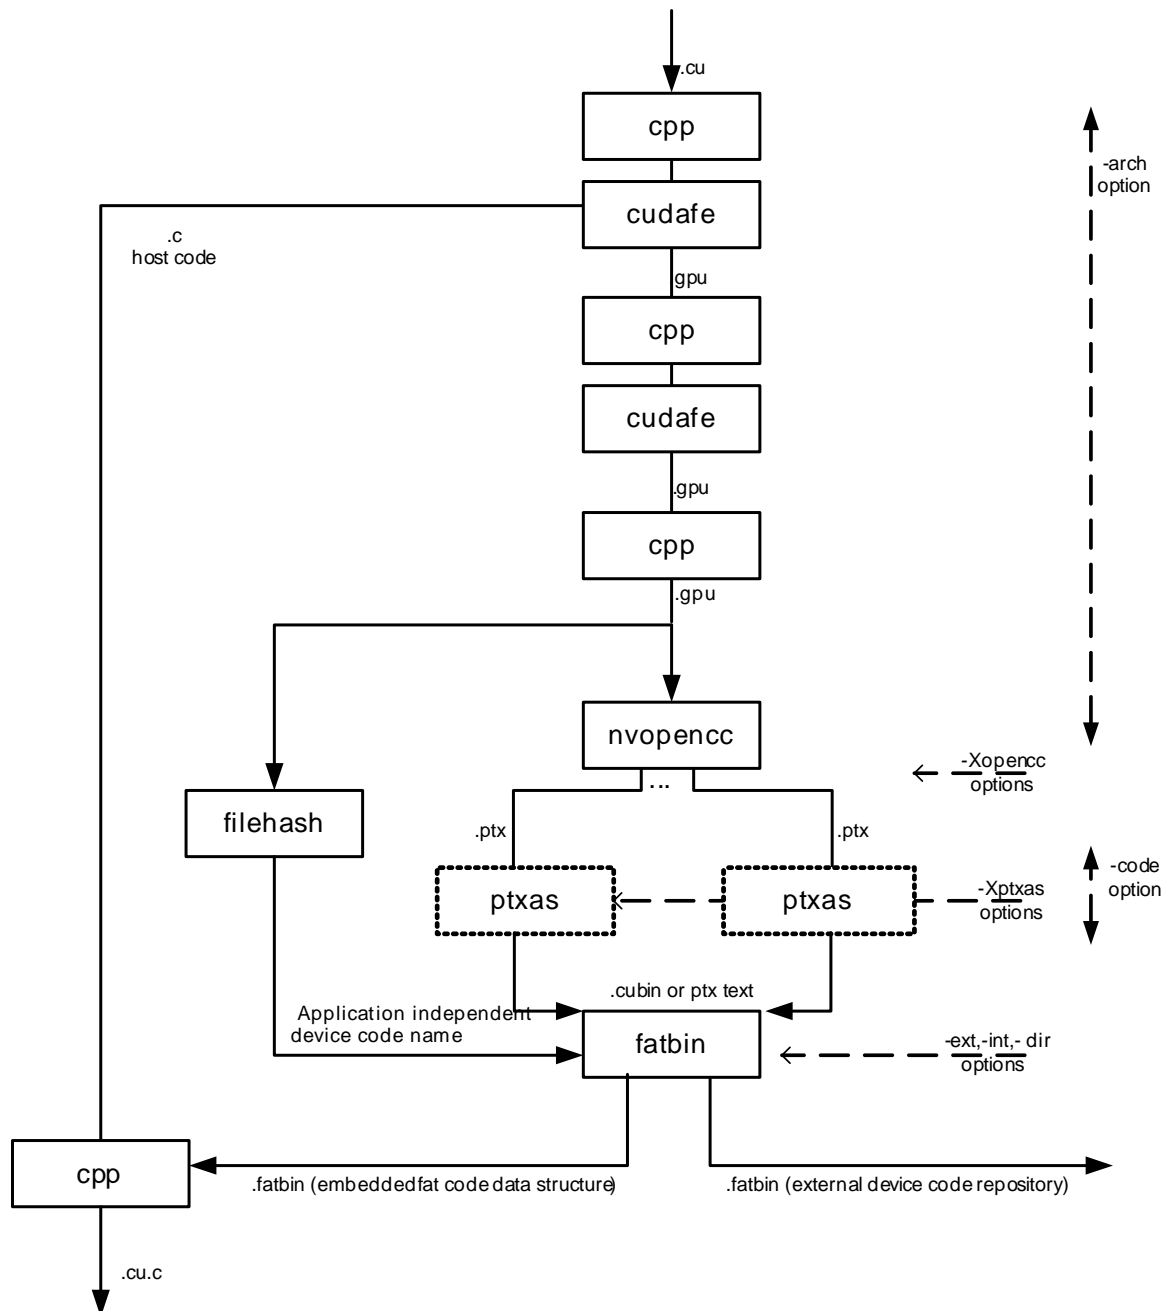 .cu
cpp
-arch
option
cudafe
.c
host code
.gpu
cpp
cudafe
.gpu
cpp
.gpu
nvopencc
...
-Xopencc
options
filehash
.ptx
.ptx
-code
option
ptxas
ptxas
-Xptxas
options
.cubin or ptx text
Application independent
device code name
fatbin
-ext,-int,- dir
options
cpp
.fatbin (embedded fat code data structure)
.fatbin (external device code repository)
.cu.c